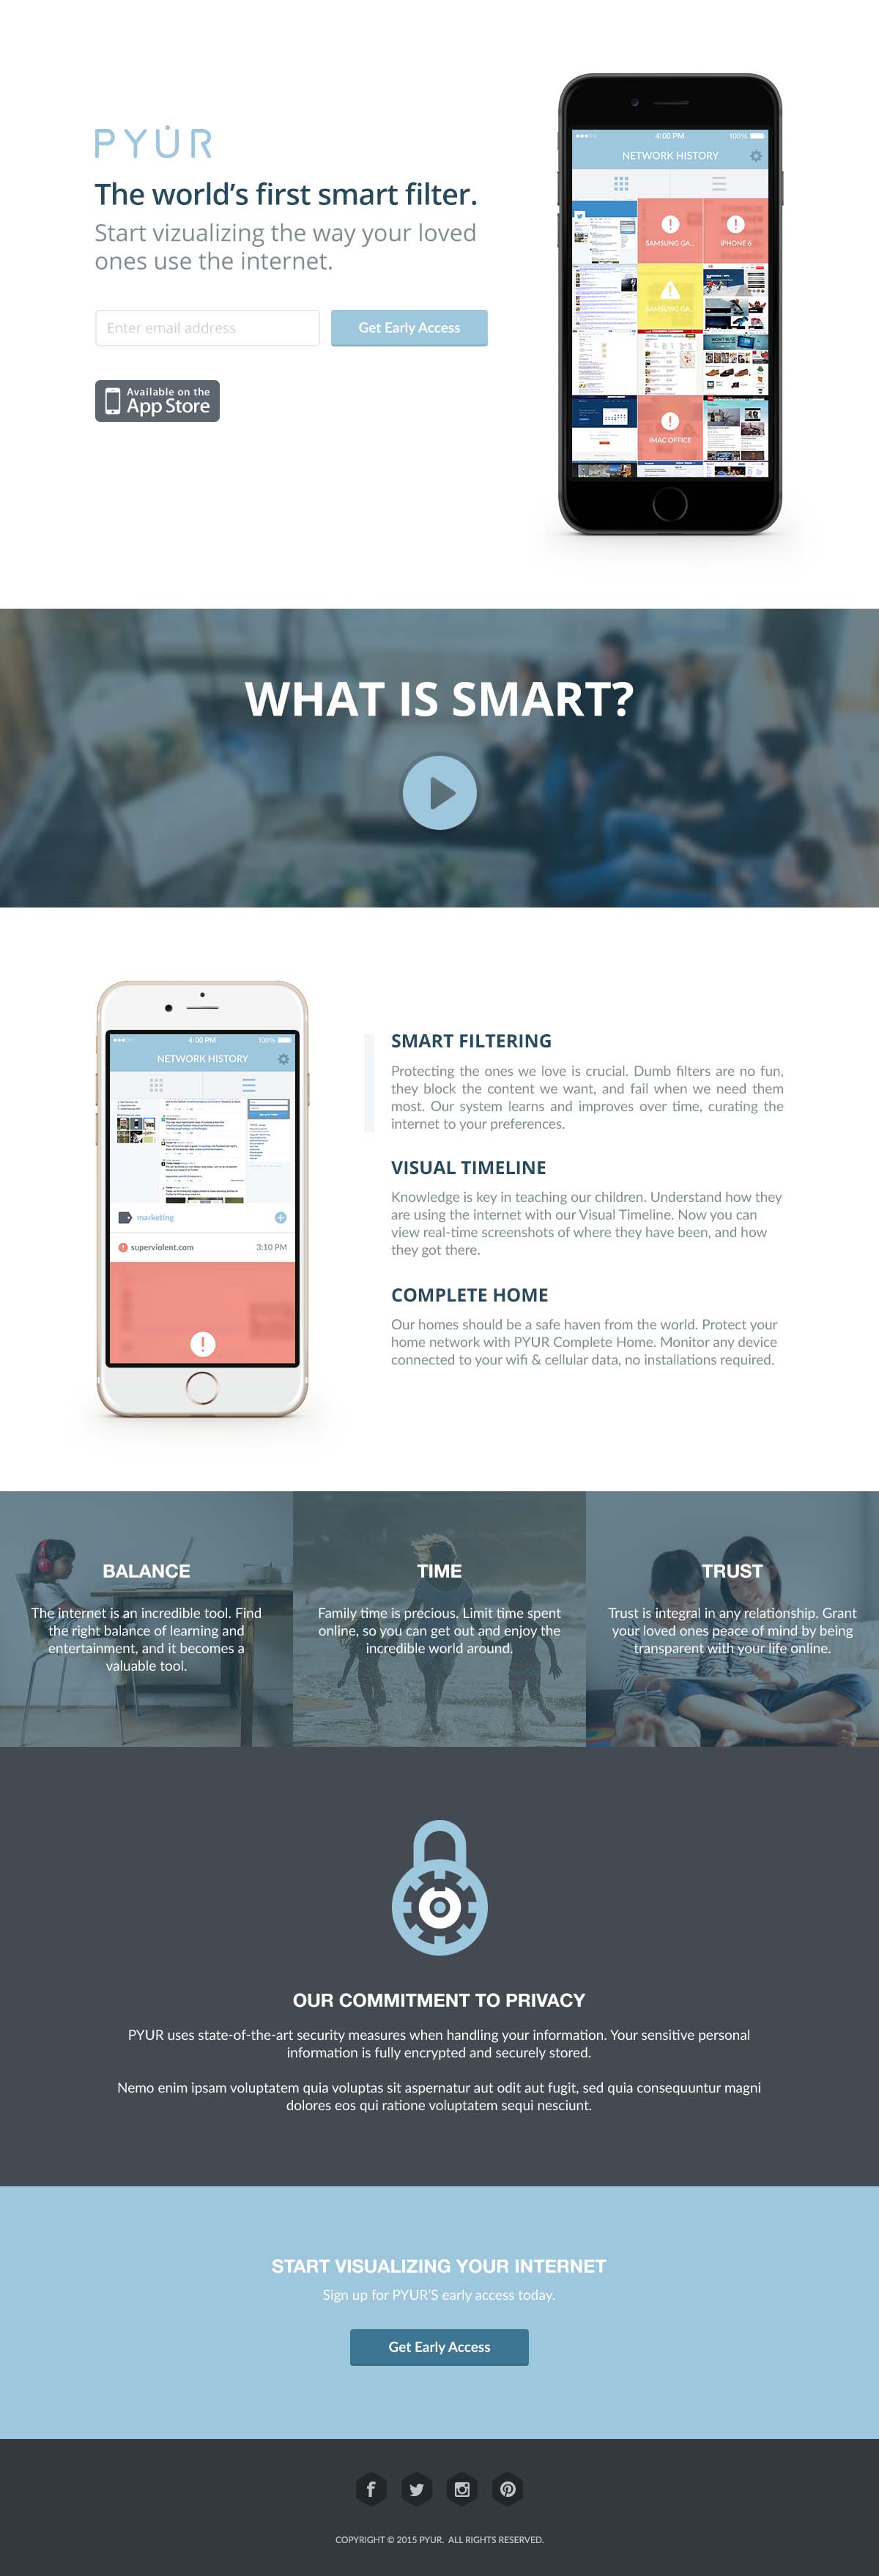 PYUR
The world's first smart filter.
Start vizualizing the way your loved
ones use the internet.
Enter email address
Get Early Access
Available on the
App Store
4:00 PM
100%
NETWORK HISTORY
SAMSUNG GA...
IPHONE 6
SAMSUNG GA...
IMAC OFFICE
WHAT IS SMART?
4:00 PM
100%
NETWORK HISTORY
marketing
superviolent.com
3:10 PM
SMART FILTERING
Protecting the ones we love is crucial. Dumb filters are no fun,
they block the content we want, and fail when we need them
most. Our system learns and improves over time, curating the
internet to your preferences.
VISUAL TIMELINE
Knowledge is key in teaching our children. Understand how they
are using the internet with our Visual Timeline. Now you can
view real-time screenshots of where they have been, and how
they got there.
COMPLETE HOME
Our homes should be a safe haven from the world. Protect your
home network with PYUR Complete Home. Monitor any device
connected to your wifi & cellular data, no installations required.
BALANCE
The internet is an incredible tool. Find
the right balance of learning and
entertainment, and it becomes a
valuable tool.
TIME
Family time is precious. Limit time spent
online, so you can get out and enjoy the
incredible world around.
TRUST
Trust is integral in any relationship. Grant
your loved ones peace of mind by being
transparent with your life online.
OUR COMMITMENT TO PRIVACY
PYUR uses state-of-the-art security measures when handling your information. Your sensitive personal
information is fully encrypted and securely stored.
Nemo enim ipsam voluptatem quia voluptas sit aspernatur aut odit aut fugit, sed quia consequuntur magni
dolores eos qui ratione voluptatem sequi nesciunt.
START VISUALIZING YOUR INTERNET
Sign up for PYUR'S early access today.
Get Early Access
COPYRIGHT © 2015 PYUR. ALL RIGHTS RESERVED.